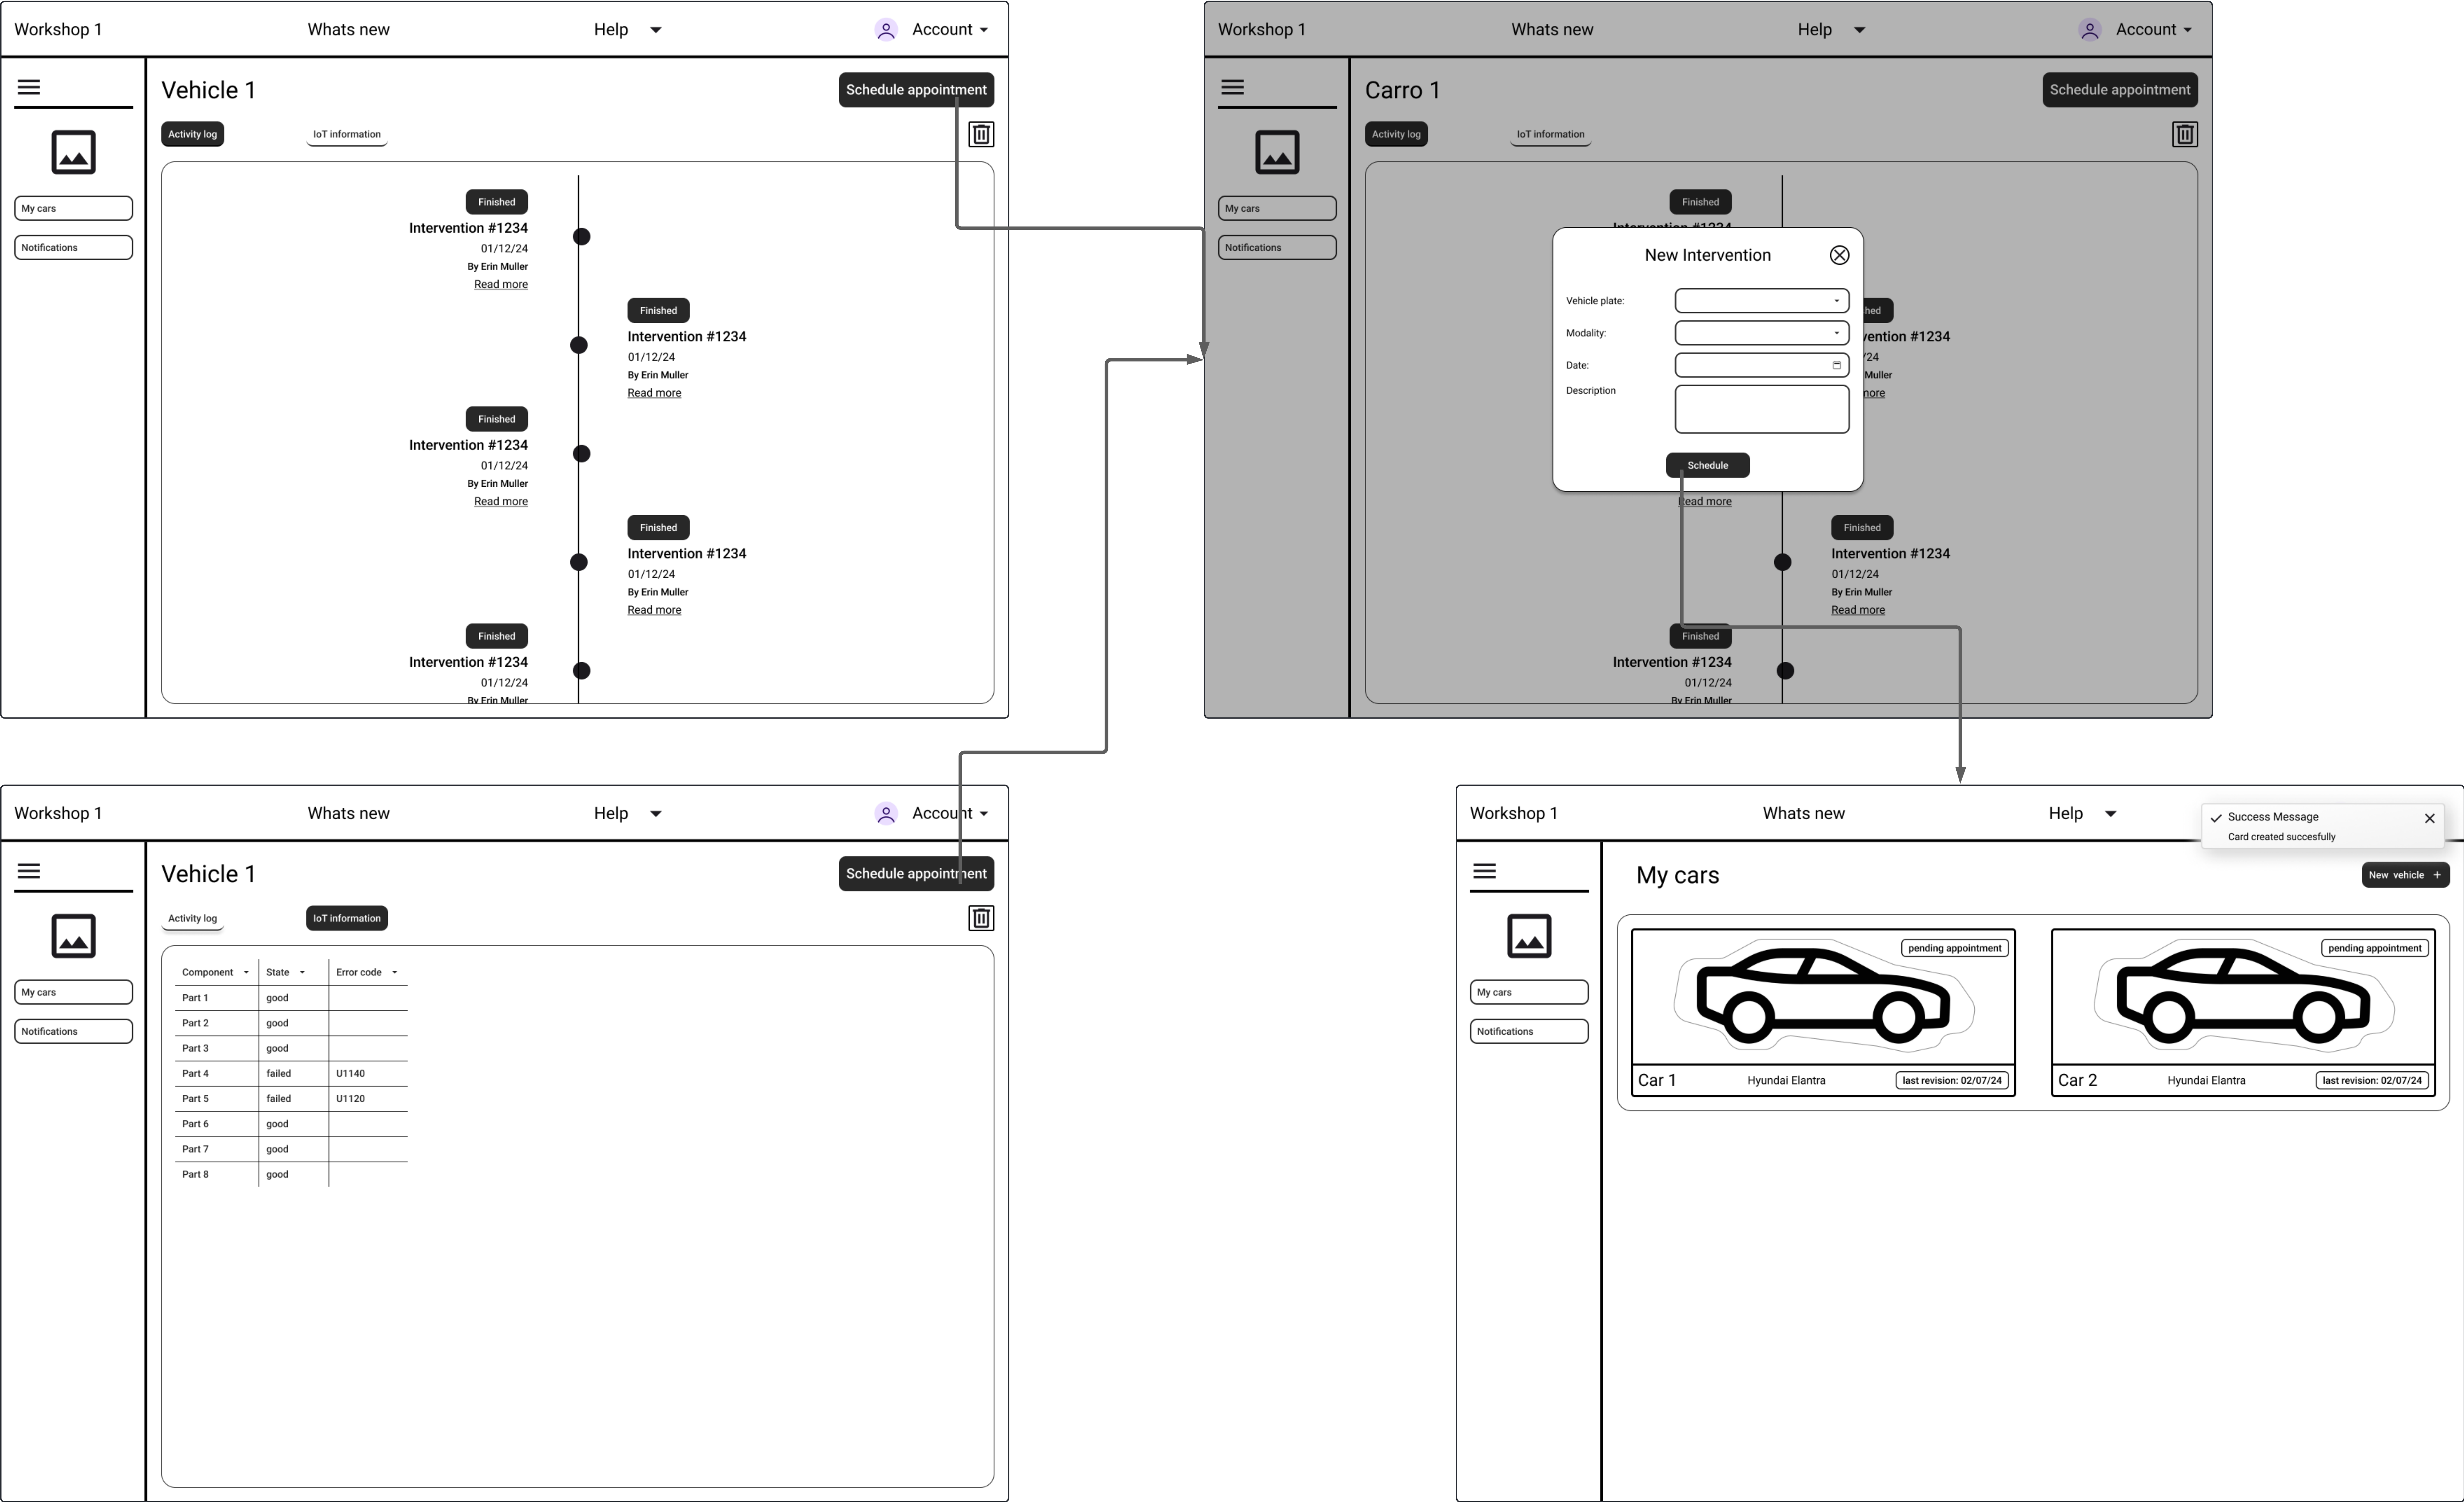 Workshop 1 Whats new Help Account
Vehicle 1 Schedule appointment
Activity log IoT information
My cars
Notifications
Finished
Intervention #1234
01/12/24
By Erin Muller
Read more
Finished
Intervention #1234
01/12/24
By Erin Muller
Read more
Finished
Intervention #1234
01/12/24
By Erin Muller
Read more
Finished
Intervention #1234
01/12/24
By Erin Muller
Read more
Finished
Intervention #1234
01/12/24
By Erin Muller
Workshop 1 Whats new Help Account
Carro 1 Schedule appointment
Activity log IoT information
My cars
Notifications
Finished
Intervention #1234
New Intervention
Vehicle plate:
Modality:
Date:
Description
Schedule
hed
vention #1234
/24
Muller
more
Read more
Finished
Intervention #1234
01/12/24
By Erin Muller
Read more
Finished
Intervention #1234
01/12/24
By Erin Muller
Workshop 1 Whats new Help Account
Vehicle 1 Schedule appointment
Activity log IoT information
My cars
Notifications
Component State Error code
Part 1 good
Part 2 good
Part 3 good
Part 4 failed U1140
Part 5 failed U1120
Part 6 good
Part 7 good
Part 8 good
Workshop 1 Whats new Help
Success Message
Card created succesfully
My cars New vehicle +
My cars
Notifications
pending appointment
Car 1 Hyundai Elantra last revision: 02/07/24
pending appointment
Car 2 Hyundai Elantra last revision: 02/07/24